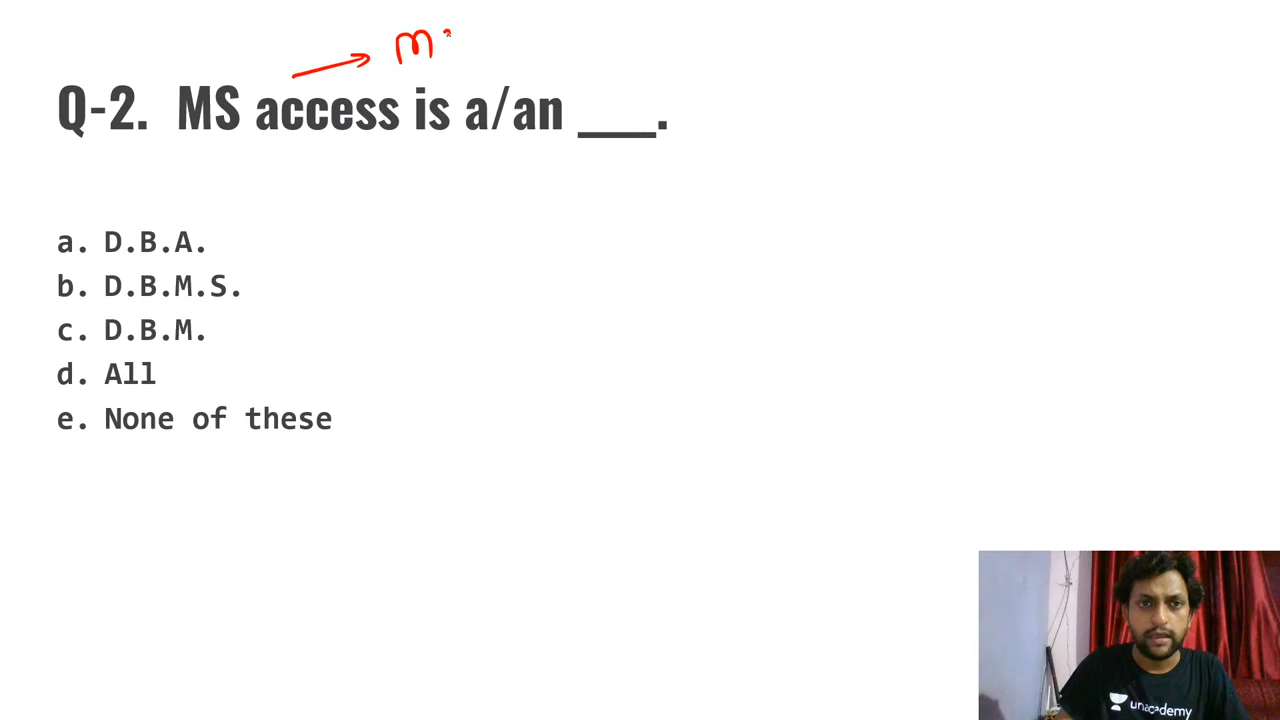 m
Q-2. MS access is a/an ___.
a. D.B.A.
b. D.B.M.S.
c. D.B.M.
d. All
e. None of these
unacademy